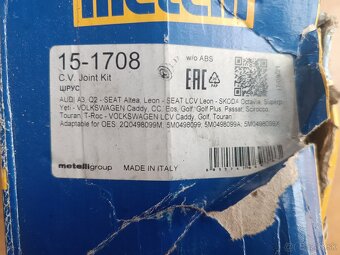 metelli
15-1708
w/o ABS
C.V. Joint Kit
ШРУС
EAC
AUDI A3, Q2 - SEAT Altea, Leon - SEAT LCV Leon - SKODA Octavia, Superb,
Yeti - VOLKSWAGEN Caddy, CC, Eos, Golf, Golf Plus, Passat, Scirocco,
Touran, T-Roc - VOLKSWAGEN LCV Caddy, Golf, Touran
Adaptable for OES: 2Q0498099M, 5M0498099, 5M0498099A, 5M0498099X
metelligroup
MADE IN ITALY